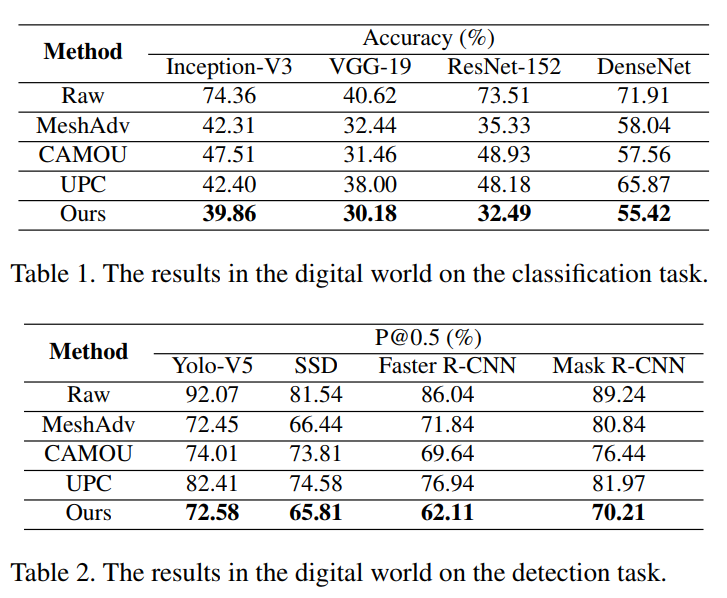 Method Accuracy (%)
Inception-V3 VGG-19 ResNet-152 DenseNet
Raw 74.36 40.62 73.51 71.91
MeshAdv 42.31 32.44 35.33 58.04
CAMOU 47.51 31.46 48.93 57.56
UPC 42.40 38.00 48.18 65.87
Ours 39.86 30.18 32.49 55.42
Table 1. The results in the digital world on the classification task.
Method P@0.5 (%)
Yolo-V5 SSD Faster R-CNN Mask R-CNN
Raw 92.07 81.54 86.04 89.24
MeshAdv 72.45 66.44 71.84 80.84
CAMOU 74.01 73.81 69.64 76.44
UPC 82.41 74.58 76.94 81.97
Ours 72.58 65.81 62.11 70.21
Table 2. The results in the digital world on the detection task.